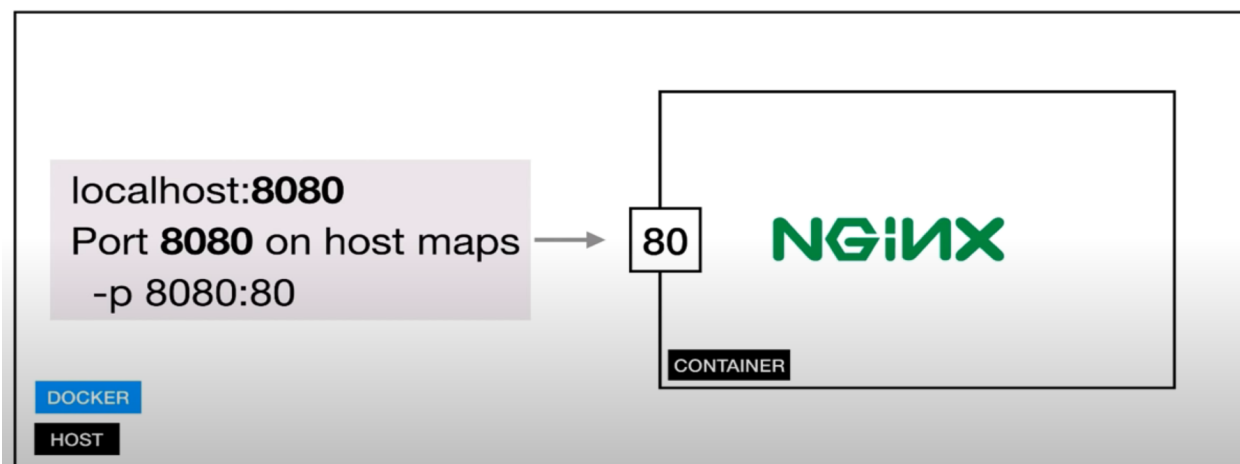 localhost:8080
Port 8080 on host maps
-p 8080:80
80
NGiNX
CONTAINER
DOCKER
HOST